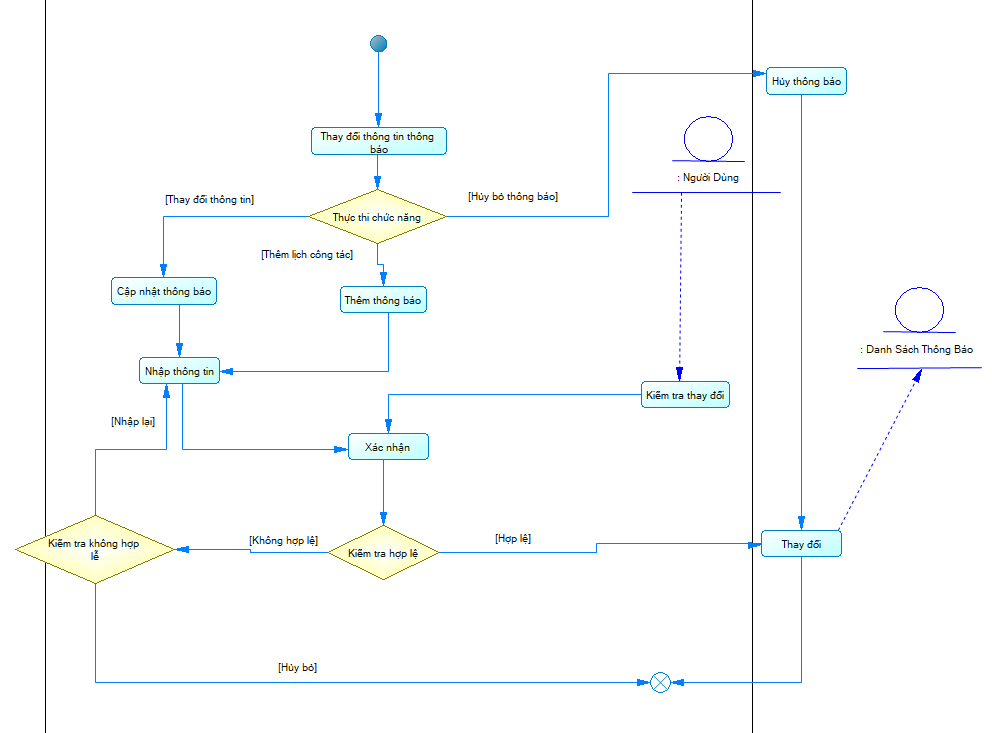 Hủy thông báo
Thay đổi thông tin thông
báo
: Người Dùng
[Thay đổi thông tin]
[Hủy bỏ thông báo]
Thực thi chức năng
[Thêm lịch công tác]
Cập nhật thông báo
Thêm thông báo
: Danh Sách Thông Báo
Nhập thông tin
Kiểm tra thay đổi
[Nhập lại]
Xác nhận
[Không hợp lệ]
[Hợp lệ]
Kiểm tra không hợp
lễ
Kiểm tra hợp lệ
Thay đổi
[Hủy bỏ]